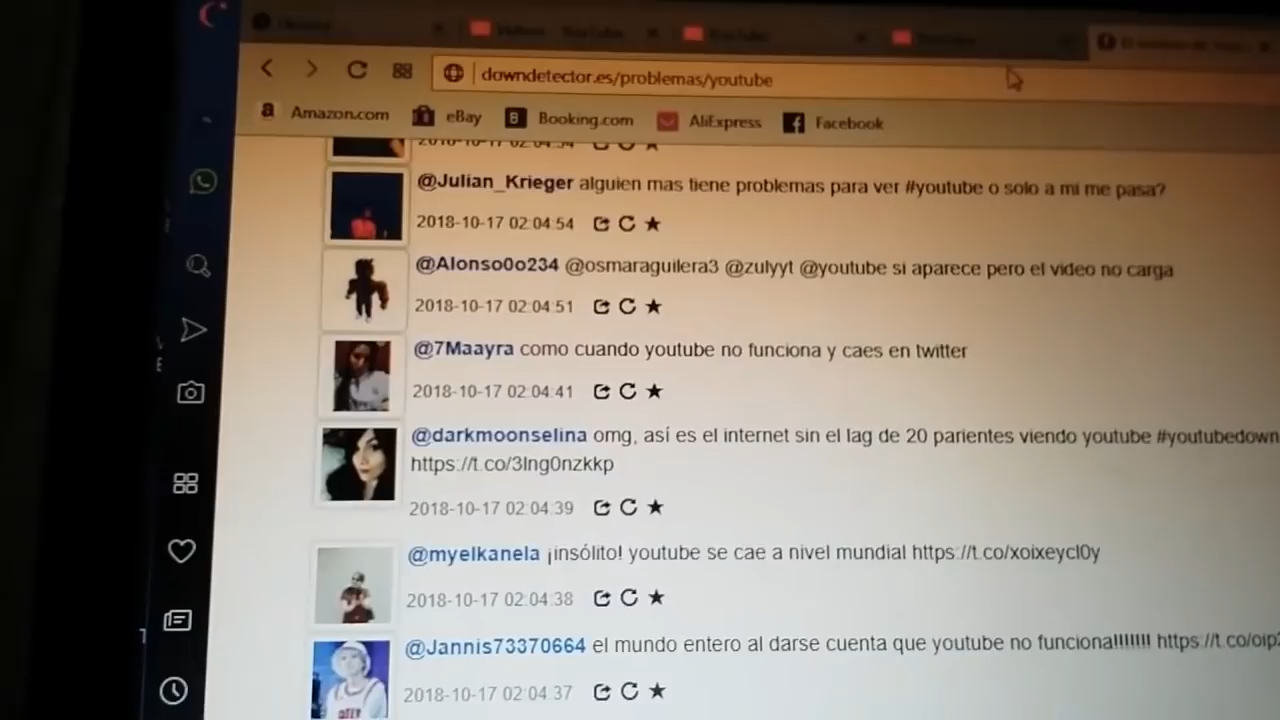 downdetector.es/problemas/youtube
Amazon.com eBay Booking.com AliExpress Facebook
@Julian_Krieger alguien mas tiene problemas para ver #youtube o solo a mi me pasa?
2018-10-17 02:04:54
@Alonso0o234 @osmaraguilera3 @zulyyt @youtube si aparece pero el video no carga
2018-10-17 02:04:51
@7Maayra como cuando youtube no funciona y caes en twitter
2018-10-17 02:04:41
@darkmoonselina omg, así es el internet sin el lag de 20 parientes viendo youtube #youtubedown
https://t.co/3lng0nzkkp
2018-10-17 02:04:39
@myelkanela ¡insólito! youtube se cae a nivel mundial https://t.co/xoixeycl0y
2018-10-17 02:04:38
@Jannis73370664 el mundo entero al darse cuenta que youtube no funciona!!!!!!! https://t.co/oip
2018-10-17 02:04:37